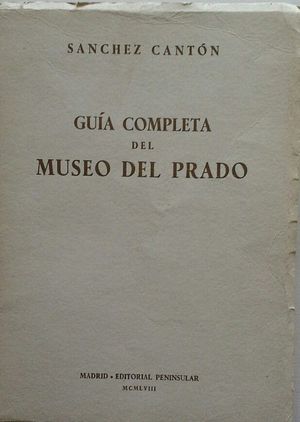 SANCHEZ CANTÓN
GUÍA COMPLETA
DEL
MUSEO DEL PRADO
MADRID • EDITORIAL PENINSULAR
MCMLVIII